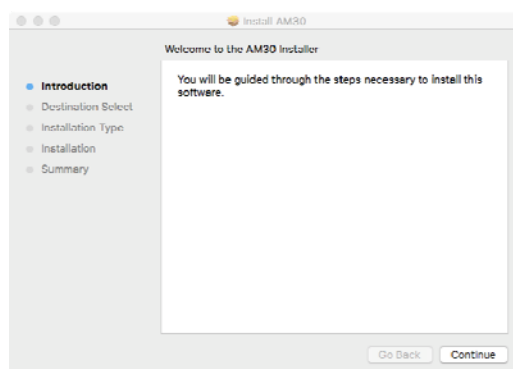 Install AM30
Welcome to the AM30 Installer
Introduction
Destination Select
Installation Type
Installation
Summary
You will be guided through the steps necessary to install this
software.
Go Back
Continue